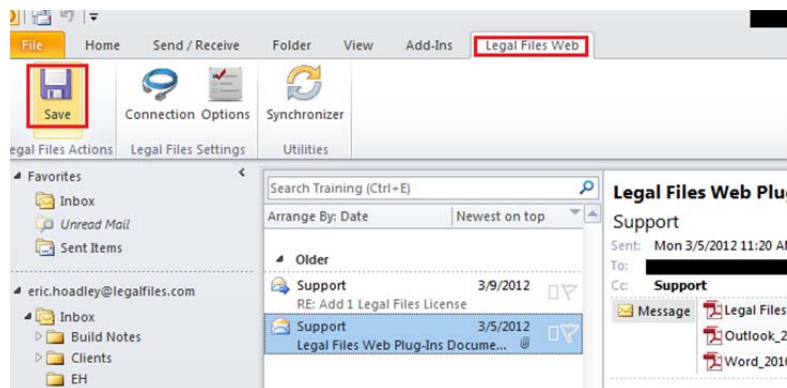 File Home Send / Receive Folder View Add-Ins Legal Files Web
Save Connection Options Synchronizer
egal Files Actions Legal Files Settings Utilities
Favorites
Inbox
Unread Mail
Sent Items
eric.hoadley@legalfiles.com
Inbox
Build Notes
Clients
EH
Search Training (Ctrl+E)
Arrange By: Date Newest on top
Older
Support 3/9/2012
RE: Add 1 Legal Files License
Support 3/5/2012
Legal Files Web Plug-Ins Docume...
Legal Files Web Plu
Support
Sent: Mon 3/5/2012 11:20 A
To:
Cc: Support
Message Legal Files
Outlook_2
Word_201